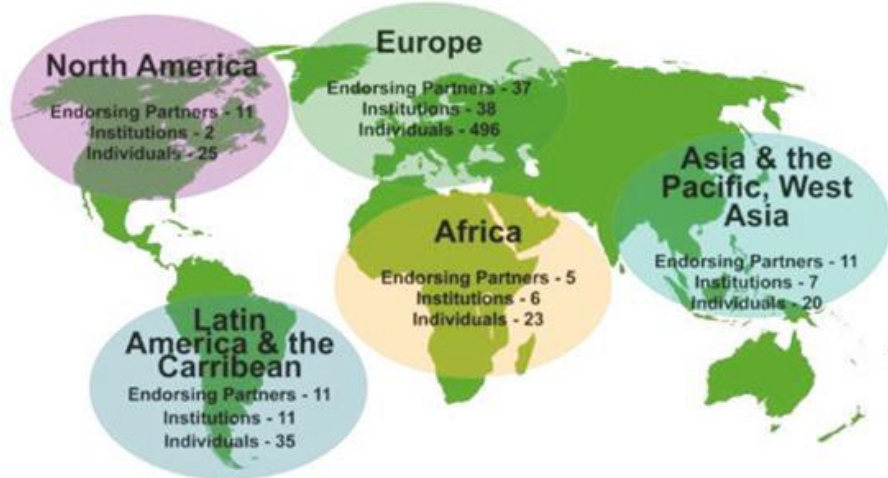 North America
Endorsing Partners - 11
Institutions - 2
Individuals - 25
Europe
Endorsing Partners - 37
Institutions - 38
Individuals - 496
Asia & the
Pacific, West
Asia
Endorsing Partners - 11
Institutions - 7
Individuals - 20
Africa
Endorsing Partners - 5
Institutions - 6
Individuals - 23
Latin
America & the
Carribean
Endorsing Partners - 11
Institutions - 11
Individuals - 35